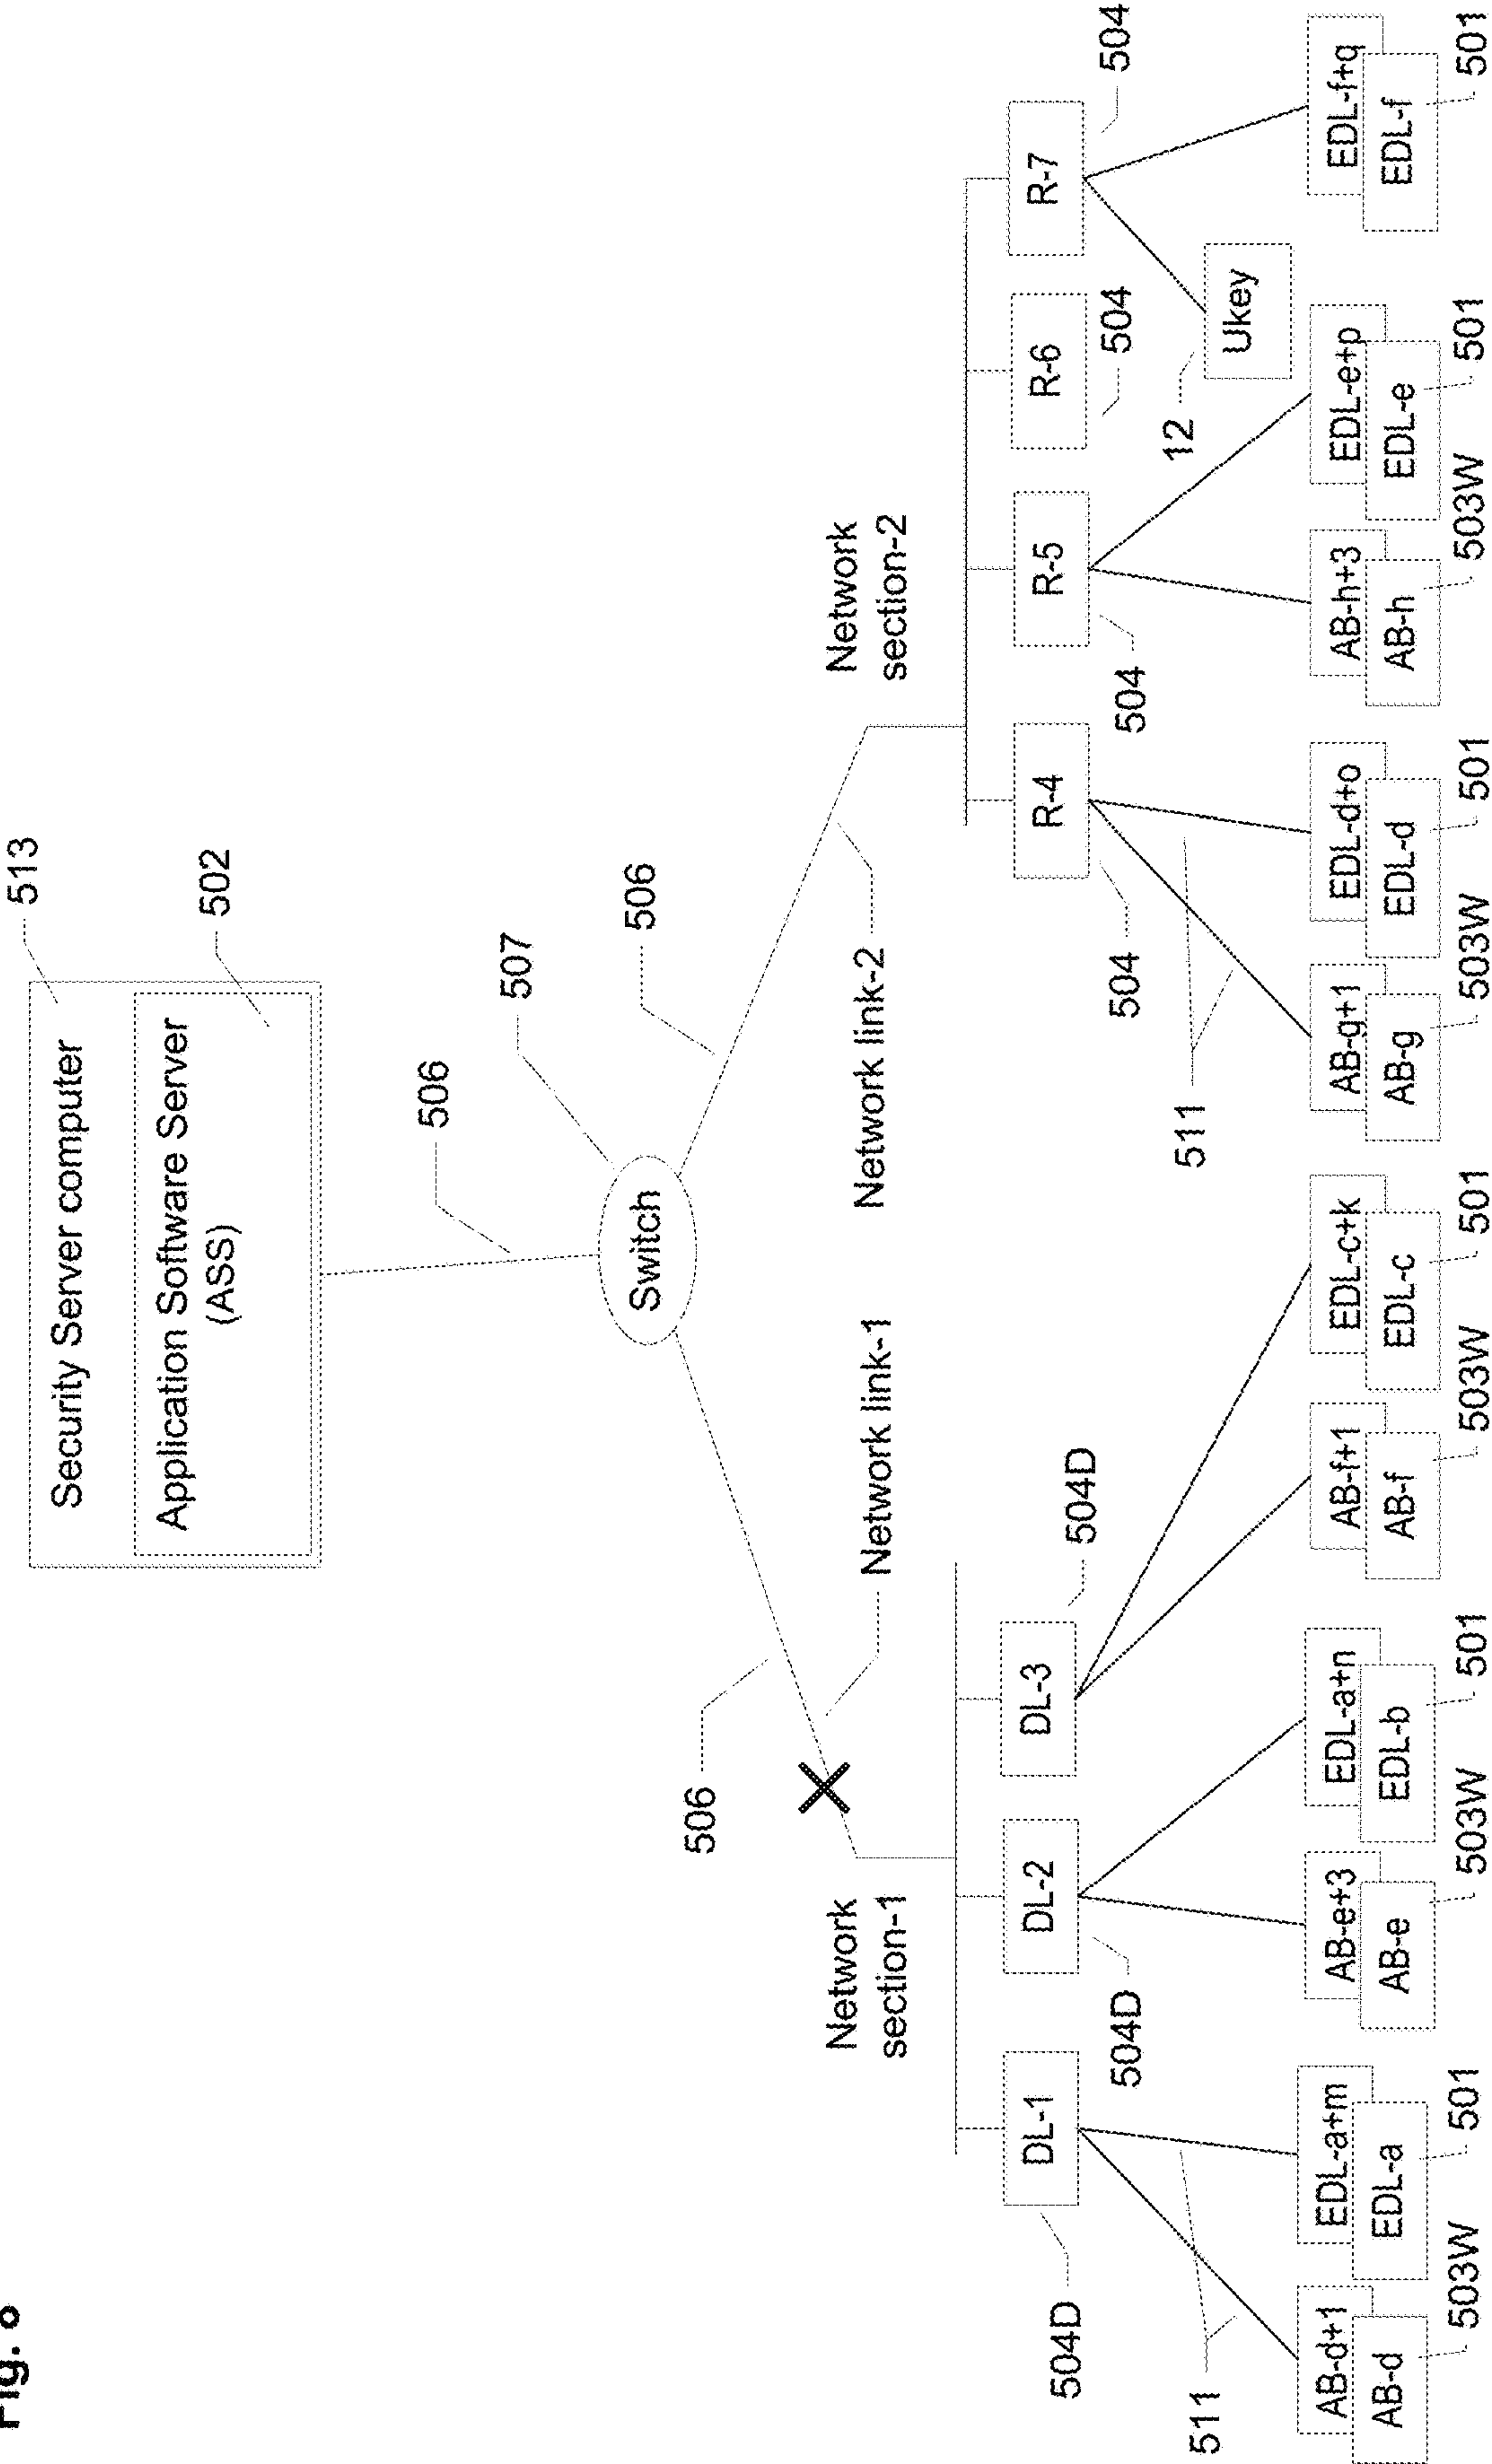 Fig. 8
Security Server computer
513
Application Software Server
(ASS)
502
506
507
Switch
506
506
Network link-1
Network link-2
Network
section-1
Network
section-2
DL-1
DL-2
DL-3
R-4
R-5
R-6
R-7
504D
504D
504D
504
504
504
504
511
511
12
Ukey
AB-d+1
AB-d
EDL-a+m
EDL-a
AB-e+3
AB-e
EDL-a+n
EDL-b
AB-f+1
AB-f
EDL-c+k
EDL-c
AB-g+1
AB-g
EDL-d+o
EDL-d
AB-h+3
AB-h
EDL-e+p
EDL-e
EDL-f+q
EDL-f
503W
501
503W
501
503W
501
503W
501
503W
501
501